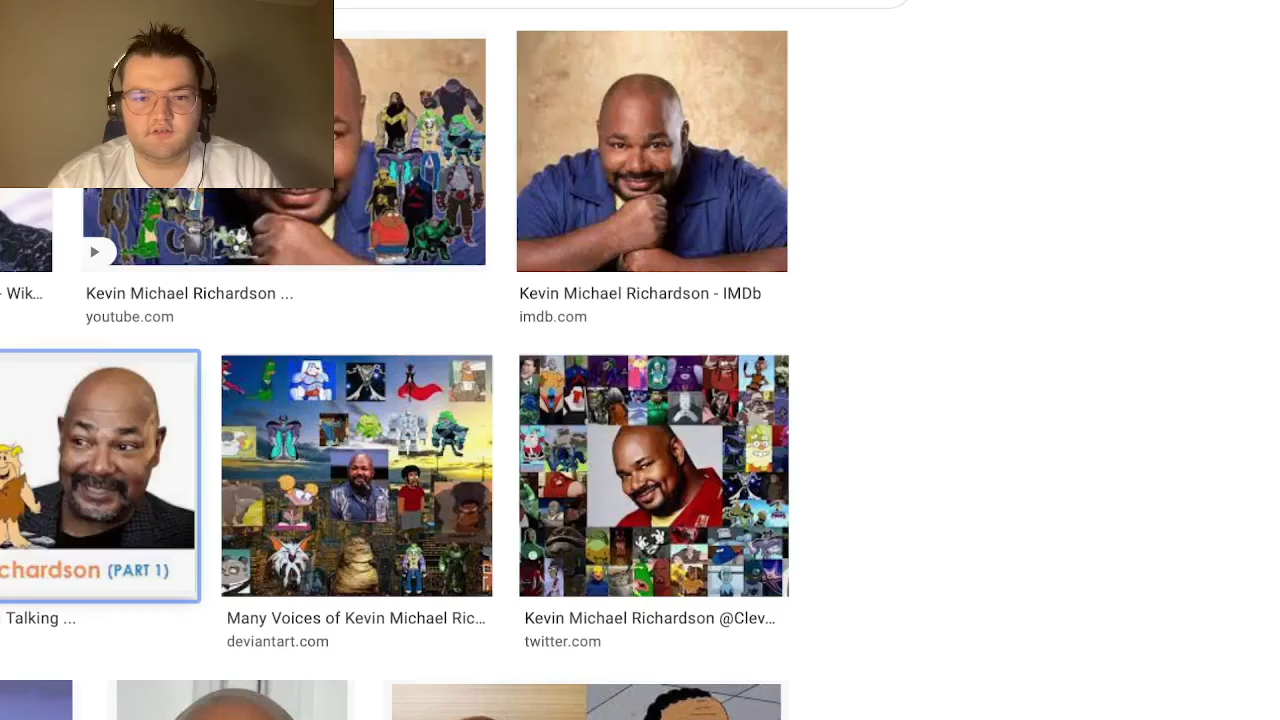 - Wik...
Kevin Michael Richardson ...
youtube.com
Kevin Michael Richardson - IMDb
imdb.com
chardson (PART 1)
Talking ...
Many Voices of Kevin Michael Ric...
deviantart.com
Kevin Michael Richardson @Clev...
twitter.com